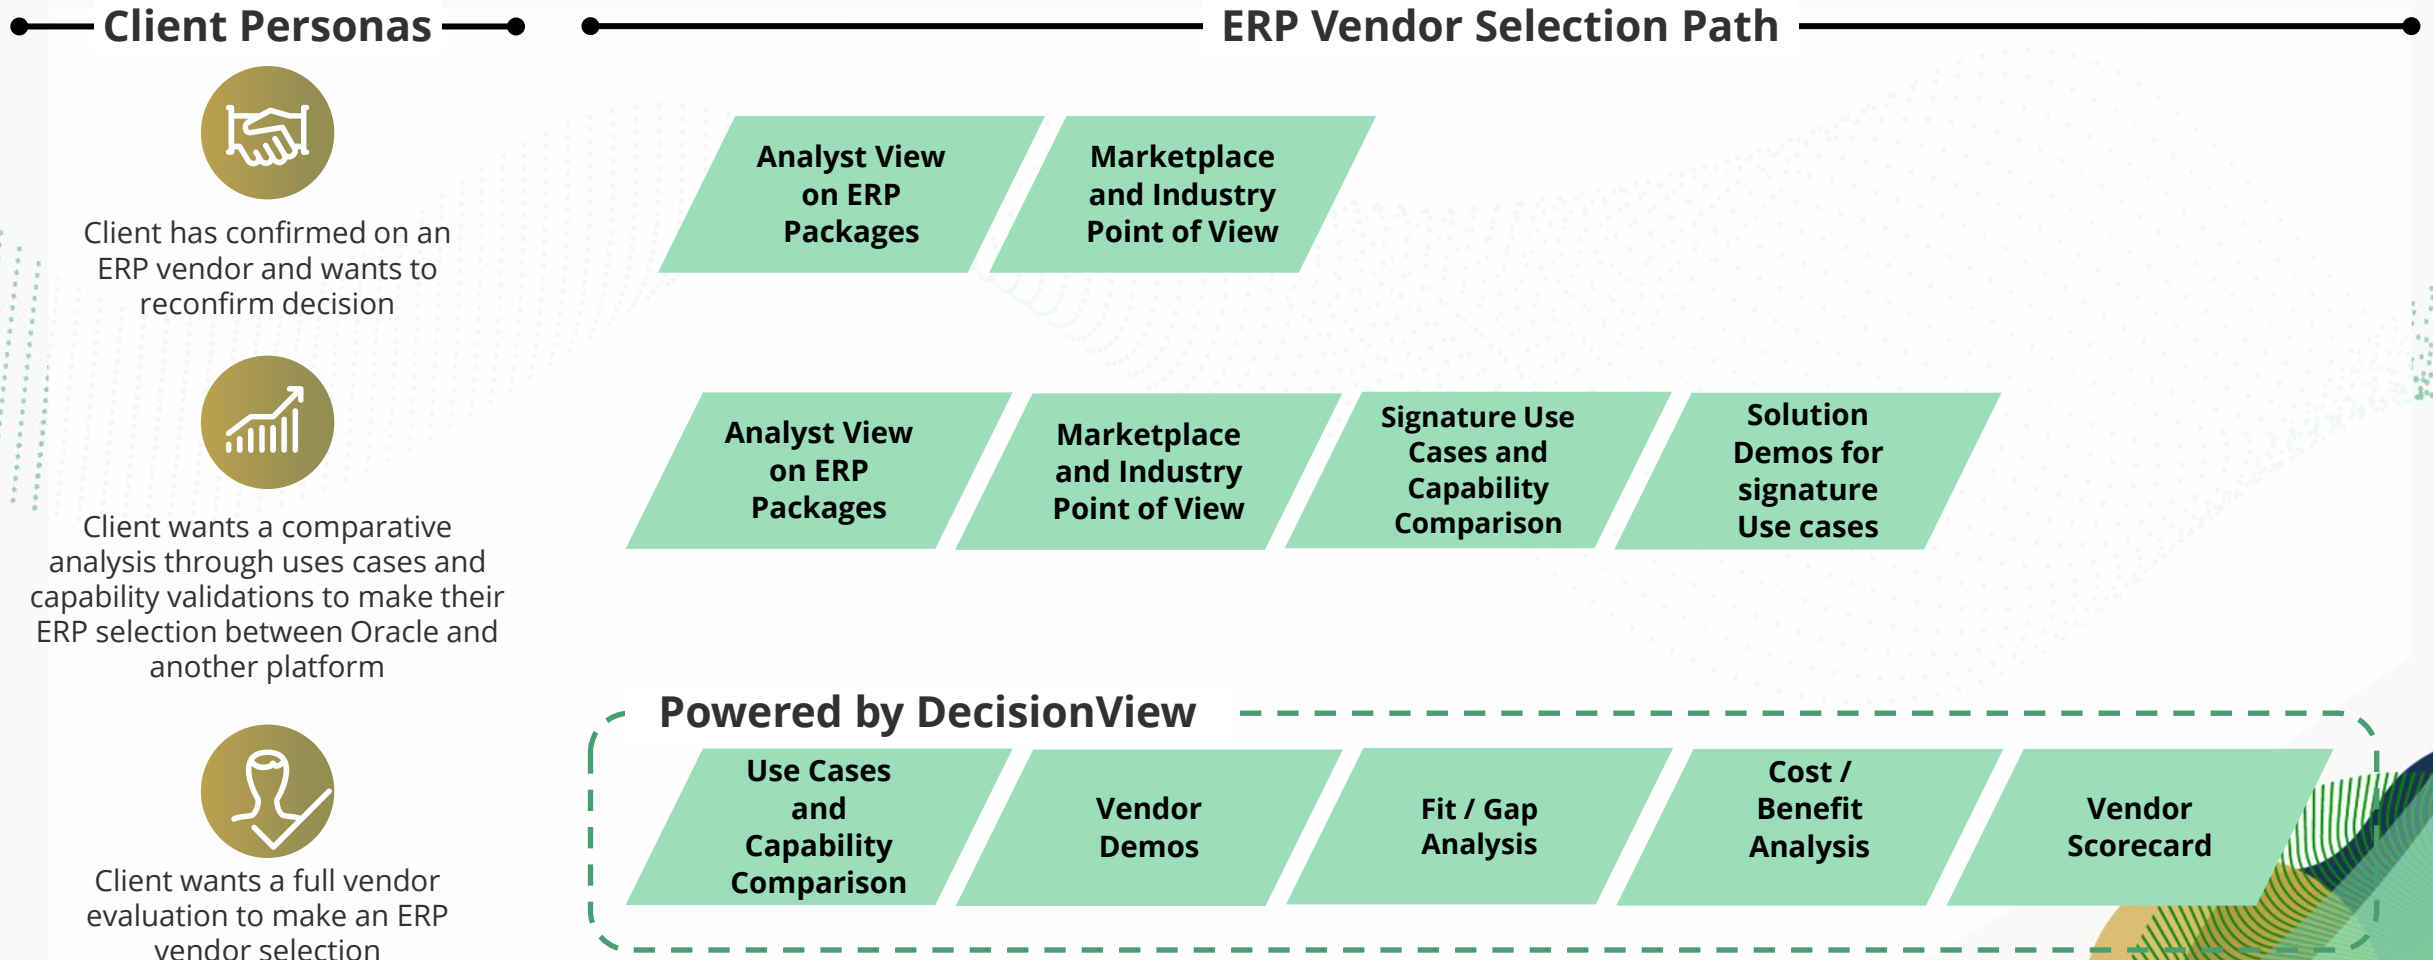 Client Personas
ERP Vendor Selection Path
Client has confirmed on an
ERP vendor and wants to
reconfirm decision
Analyst View
on ERP
Packages
Marketplace
and Industry
Point of View
Client wants a comparative
analysis through uses cases and
capability validations to make their
ERP selection between Oracle and
another platform
Analyst View
on ERP
Packages
Marketplace
and Industry
Point of View
Signature Use
Cases and
Capability
Comparison
Solution
Demos for
signature
Use cases
Client wants a full vendor
evaluation to make an ERP
vendor selection
Powered by DecisionView
Use Cases
and
Capability
Comparison
Vendor
Demos
Fit / Gap
Analysis
Cost /
Benefit
Analysis
Vendor
Scorecard